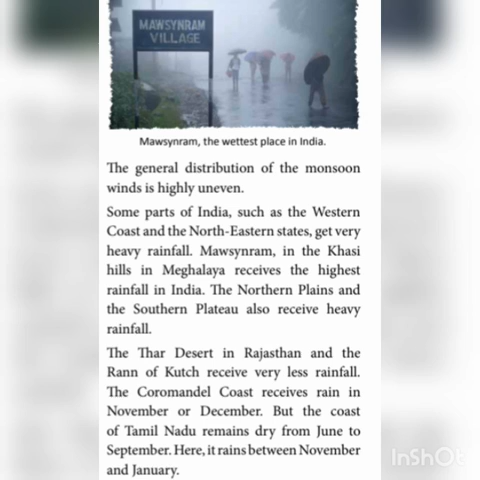 MAWSYNRAM
VILLAGE
Mawsynram, the wettest place in India.
The general distribution of the monsoon
winds is highly uneven.
Some parts of India, such as the Western
Coast and the North-Eastern states, get very
heavy rainfall. Mawsynram, in the Khasi
hills in Meghalaya receives the highest
rainfall in India. The Northern Plains and
the Southern Plateau also receive heavy
rainfall.
The Thar Desert in Rajasthan and the
Rann of Kutch receive very less rainfall.
The Coromandel Coast receives rain in
November or December. But the coast
of Tamil Nadu remains dry from June to
September. Here, it rains between November
and January.
InShOt